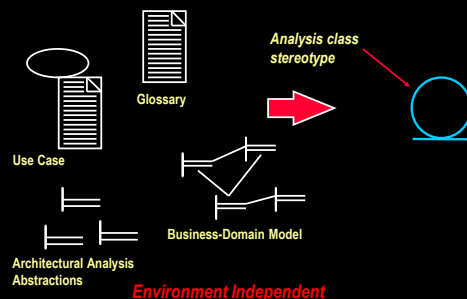 Analysis class
stereotype
Glossary
Use Case
Business-Domain Model
Architectural Analysis
Abstractions
Environment Independent